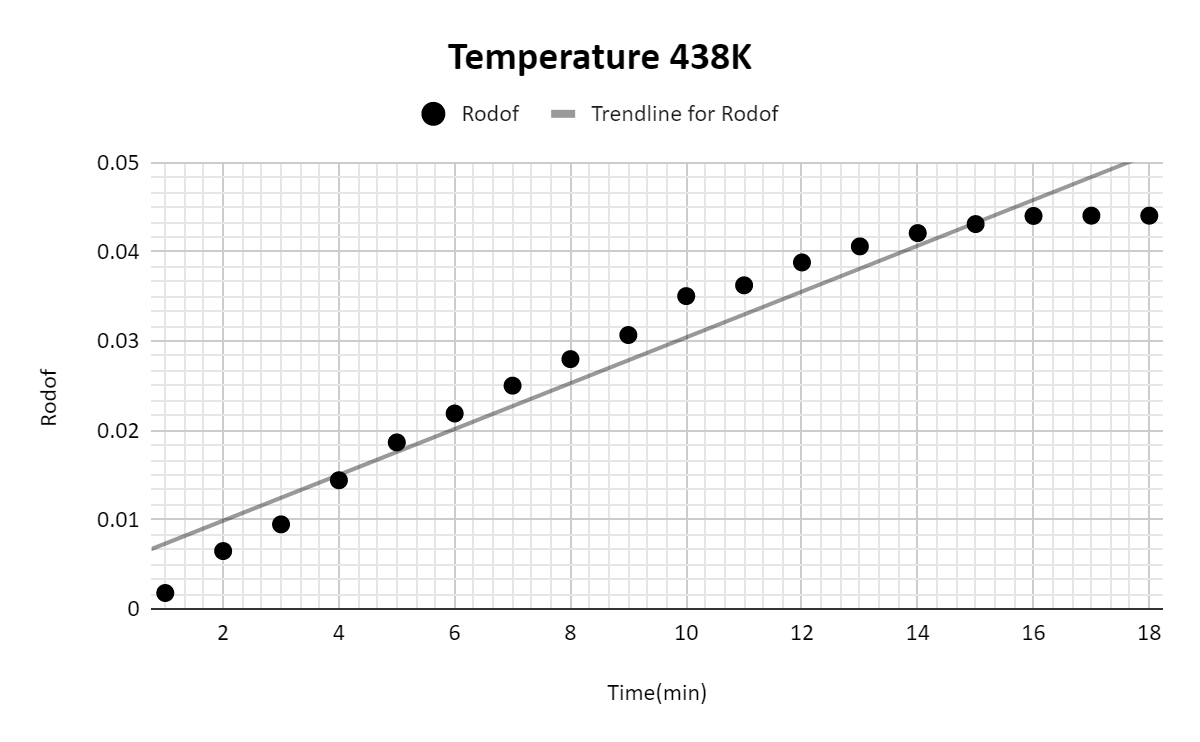 Temperature 438K
Rodof Trendline for Rodof
0.05
0.04
0.03
0.02
0.01
0
Rodof
2 4 6 8 10 12 14 16 18
Time(min)